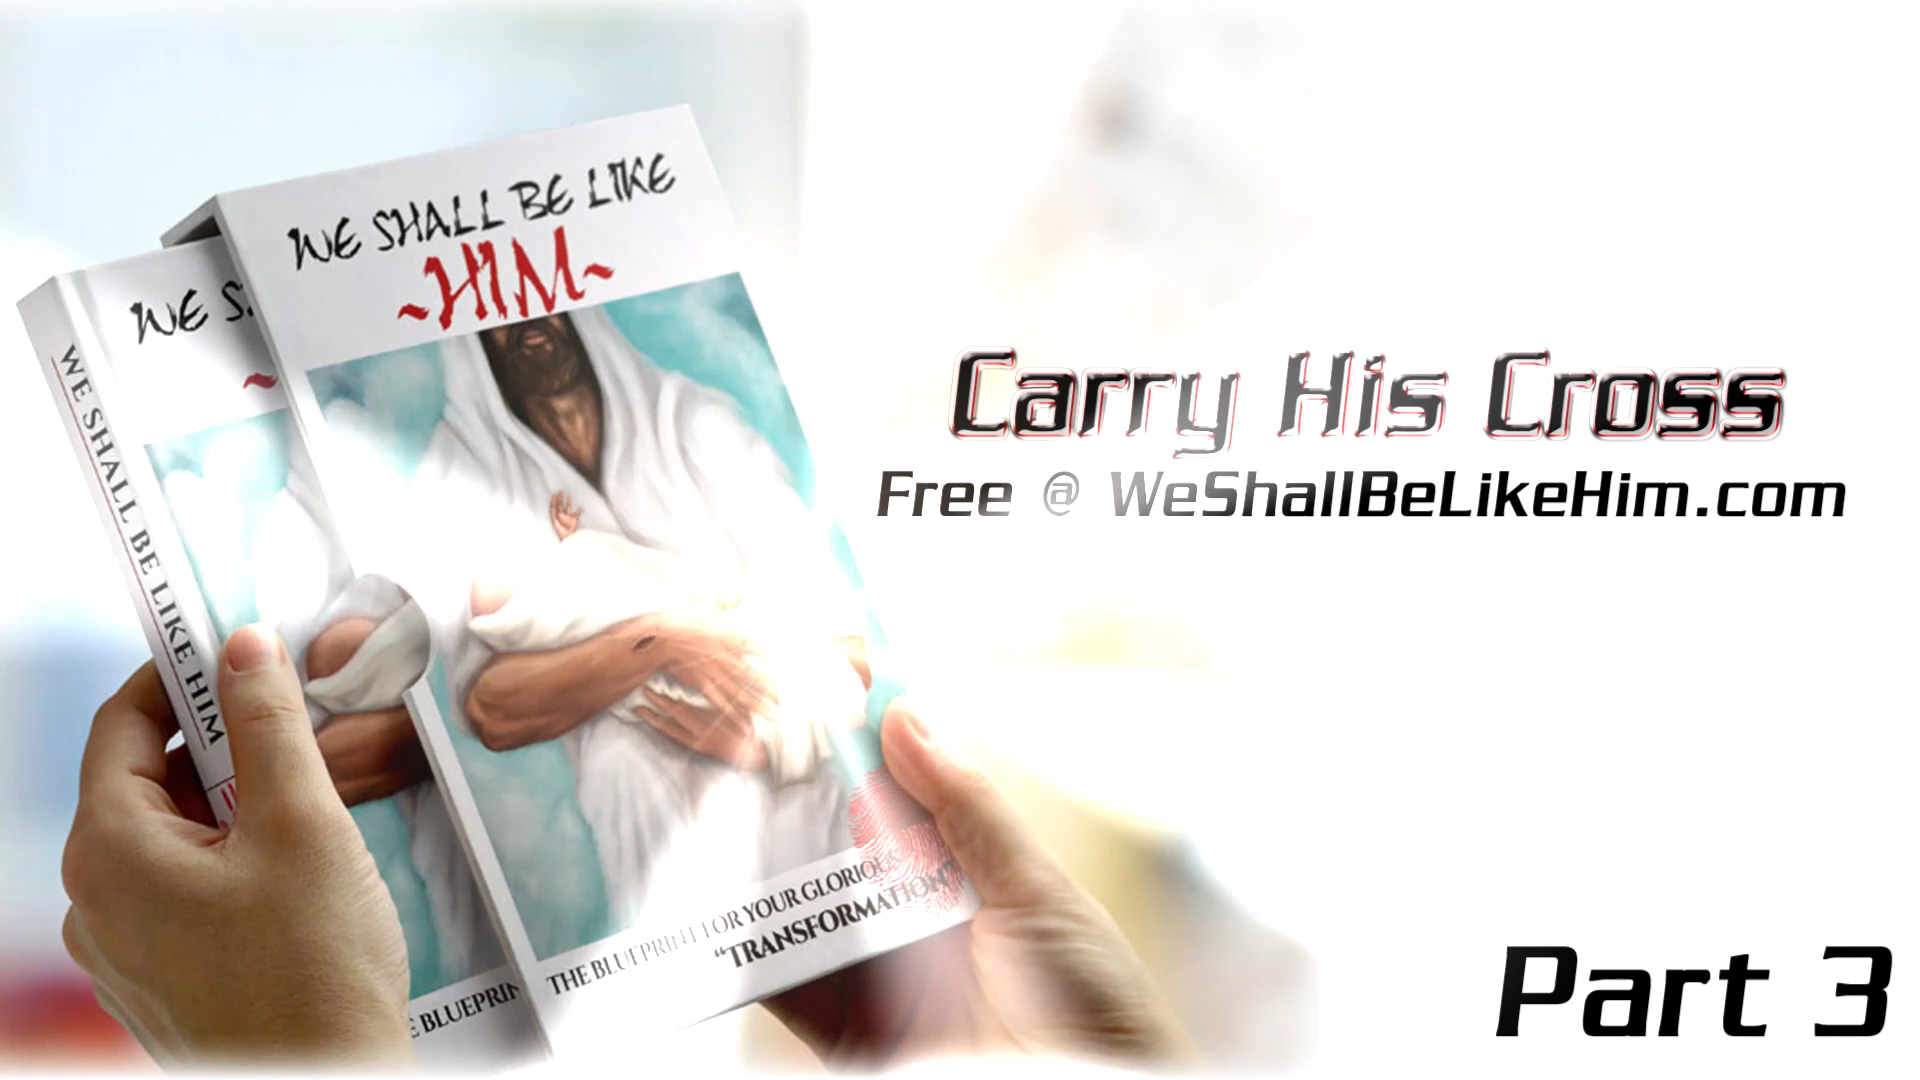 WE SHALL BE LIKE
~HIM~
WE S
~
WE SHALL BE LIKE HIM
Carry His Cross
Free @ WeShallBeLikeHim.com
THE BLUEPRINT FOR YOUR GLORIOUS
"TRANSFORMATION"
E BLUEPRIN
Part 3